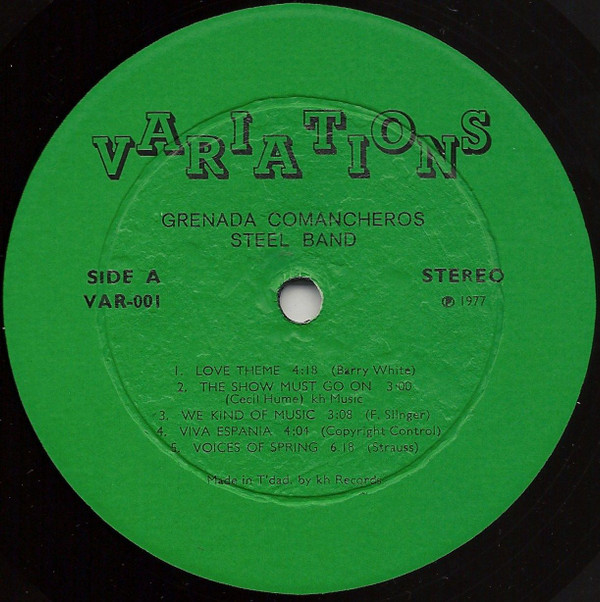 VARIATIONS
GRENADA COMANCHEROS
STEEL BAND
SIDE A
VAR-001
STEREO
℗ 1977
1. LOVE THEME 4:18 (Barry White)
2. THE SHOW MUST GO ON 3:00
(Cecil Hume) kh Music
3. WE KIND OF MUSIC 3:08 (F. Slinger)
4. VIVA ESPANIA 4:01 (Copyright Control)
5. VOICES OF SPRING 6.18 (Strauss)
Made in T'dad. by kh Records